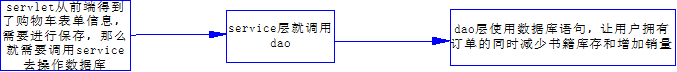 servlet从前端得到
了购物车表单信息，
需要进行保存，那么
就需要调用service
去操作数据库
service层就调用
dao
dao层使用数据库语句，让用户拥有
订单的同时减少书籍库存和增加销量